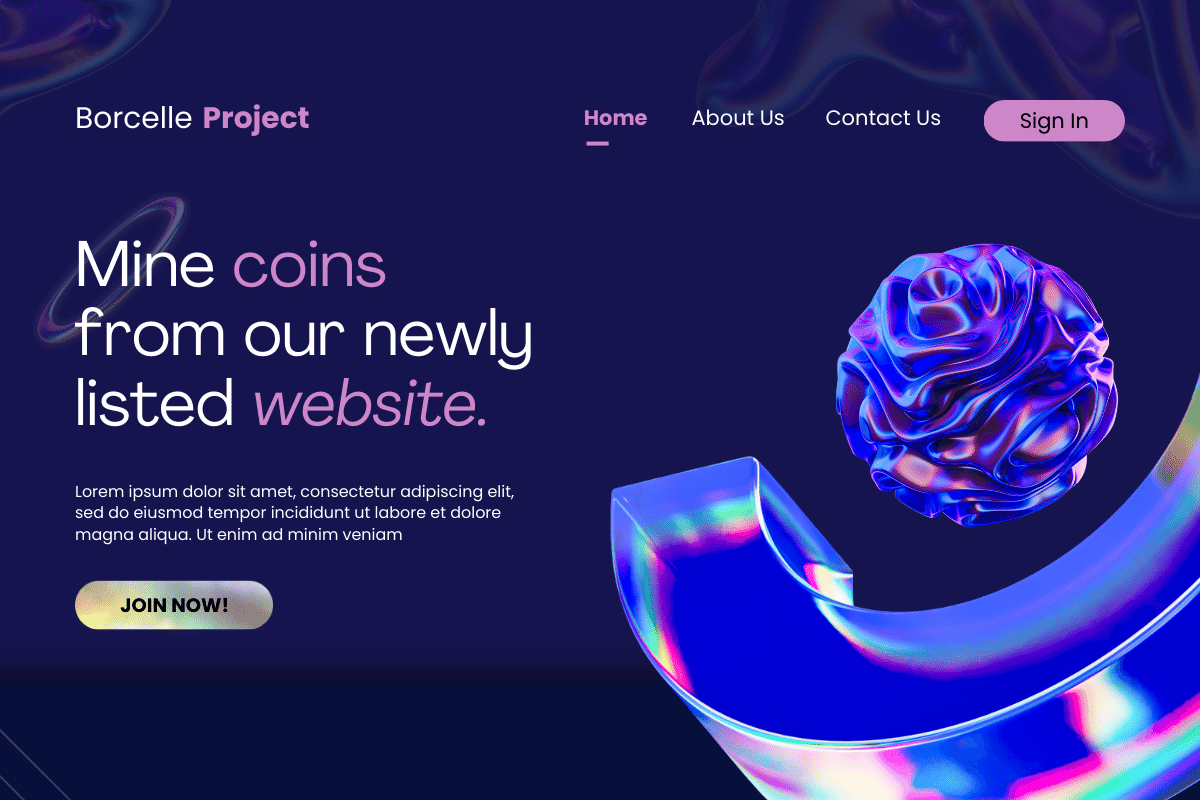 Borcelle Project
Home About Us Contact Us Sign In
Mine coins
from our newly
listed website.
Lorem ipsum dolor sit amet, consectetur adipiscing elit,
sed do eiusmod tempor incididunt ut labore et dolore
magna aliqua. Ut enim ad minim veniam
JOIN NOW!